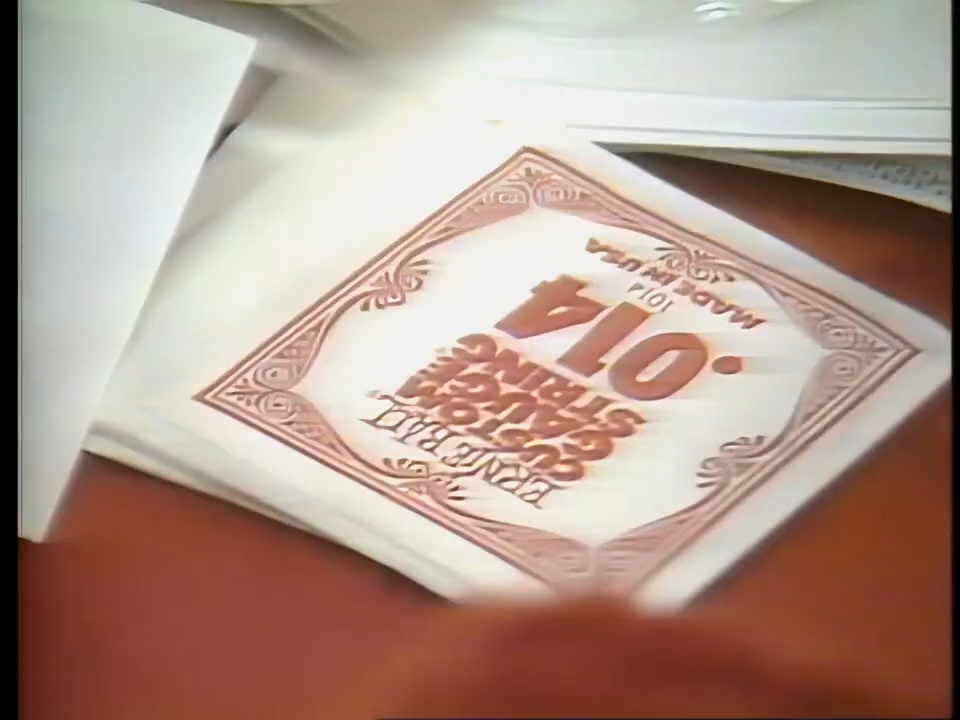 ERNIE BALL
CUSTOM
GAUGE
STRING
.014
1014
MADE IN USA